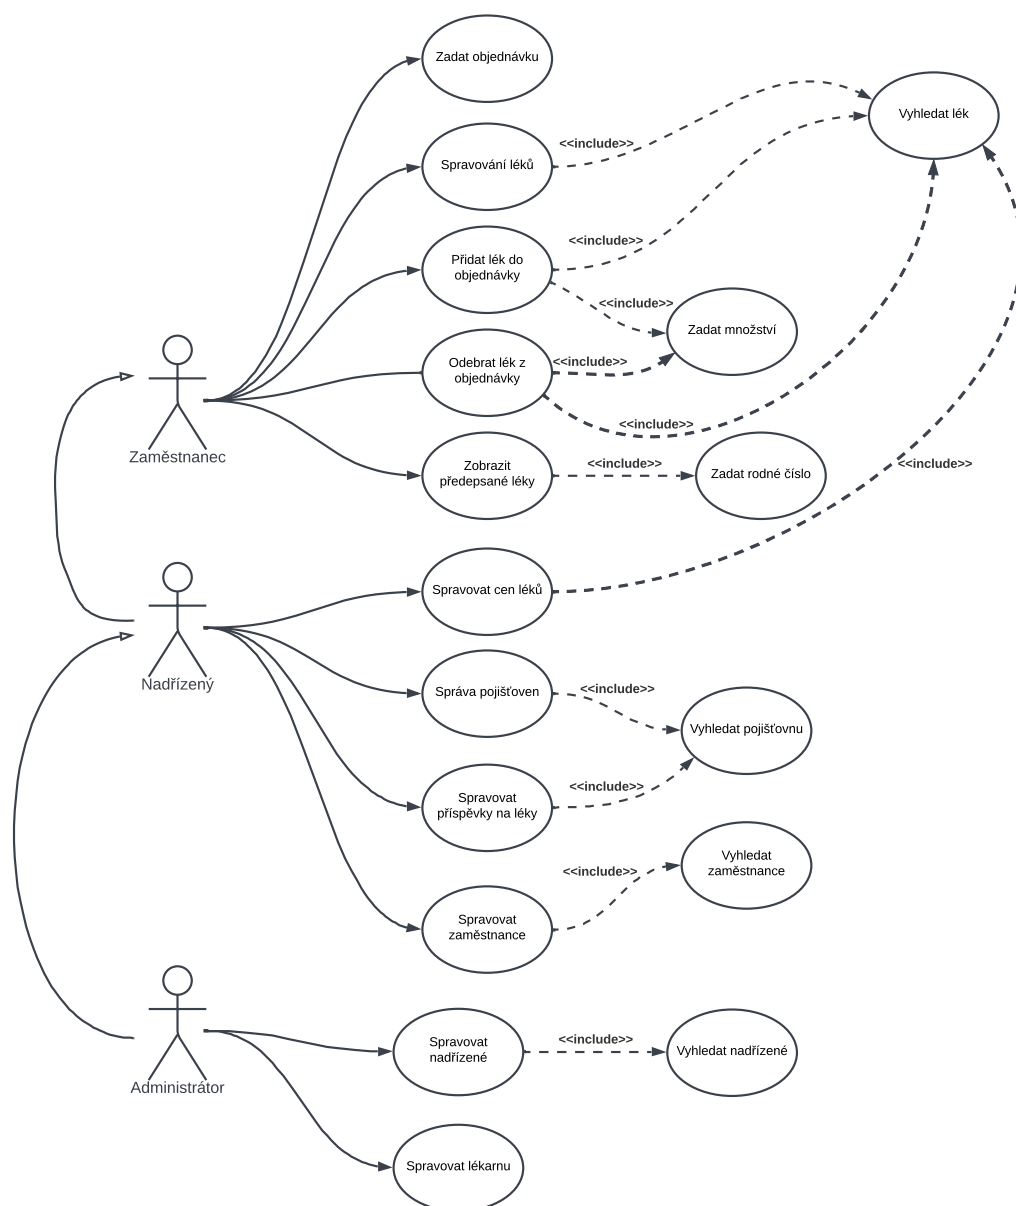 Zadat objednávku
Vyhledat lék
<<include>>
Spravování léků
<<include>>
Přidat lék do
objednávky
<<include>>
Zadat množství
Odebrat lék z
objednávky
<<include>>
<<include>>
Zaměstnanec
Zobrazit
předepsané léky
<<include>>
Zadat rodné číslo
<<include>>
Spravovat cen léků
Nadřízený
Správa pojišťoven
<<include>>
Vyhledat pojišťovnu
Spravovat
příspěvky na léky
<<include>>
Vyhledat
zaměstnance
<<include>>
Spravovat
zaměstnance
Administrátor
Spravovat
nadřízené
<<include>>
Vyhledat nadřízené
Spravovat lékarnu